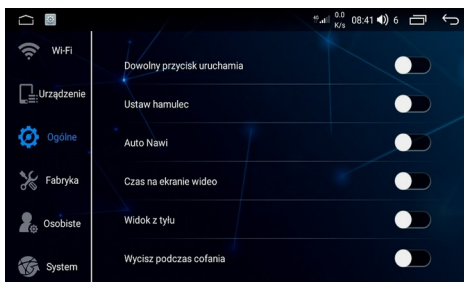 0.0
K/s
08:41
6
Wi-Fi
Urządzenie
Ogólne
Fabryka
Osobiste
System
Dowolny przycisk uruchamia
Ustaw hamulec
Auto Nawi
Czas na ekranie wideo
Widok z tyłu
Wycisz podczas cofania